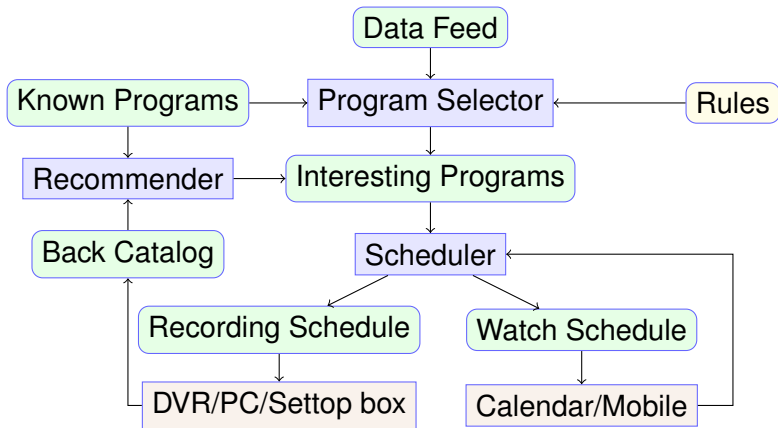 Data Feed
Known Programs
Program Selector
Rules
Recommender
Interesting Programs
Back Catalog
Scheduler
Recording Schedule
Watch Schedule
DVR/PC/Settop box
Calendar/Mobile